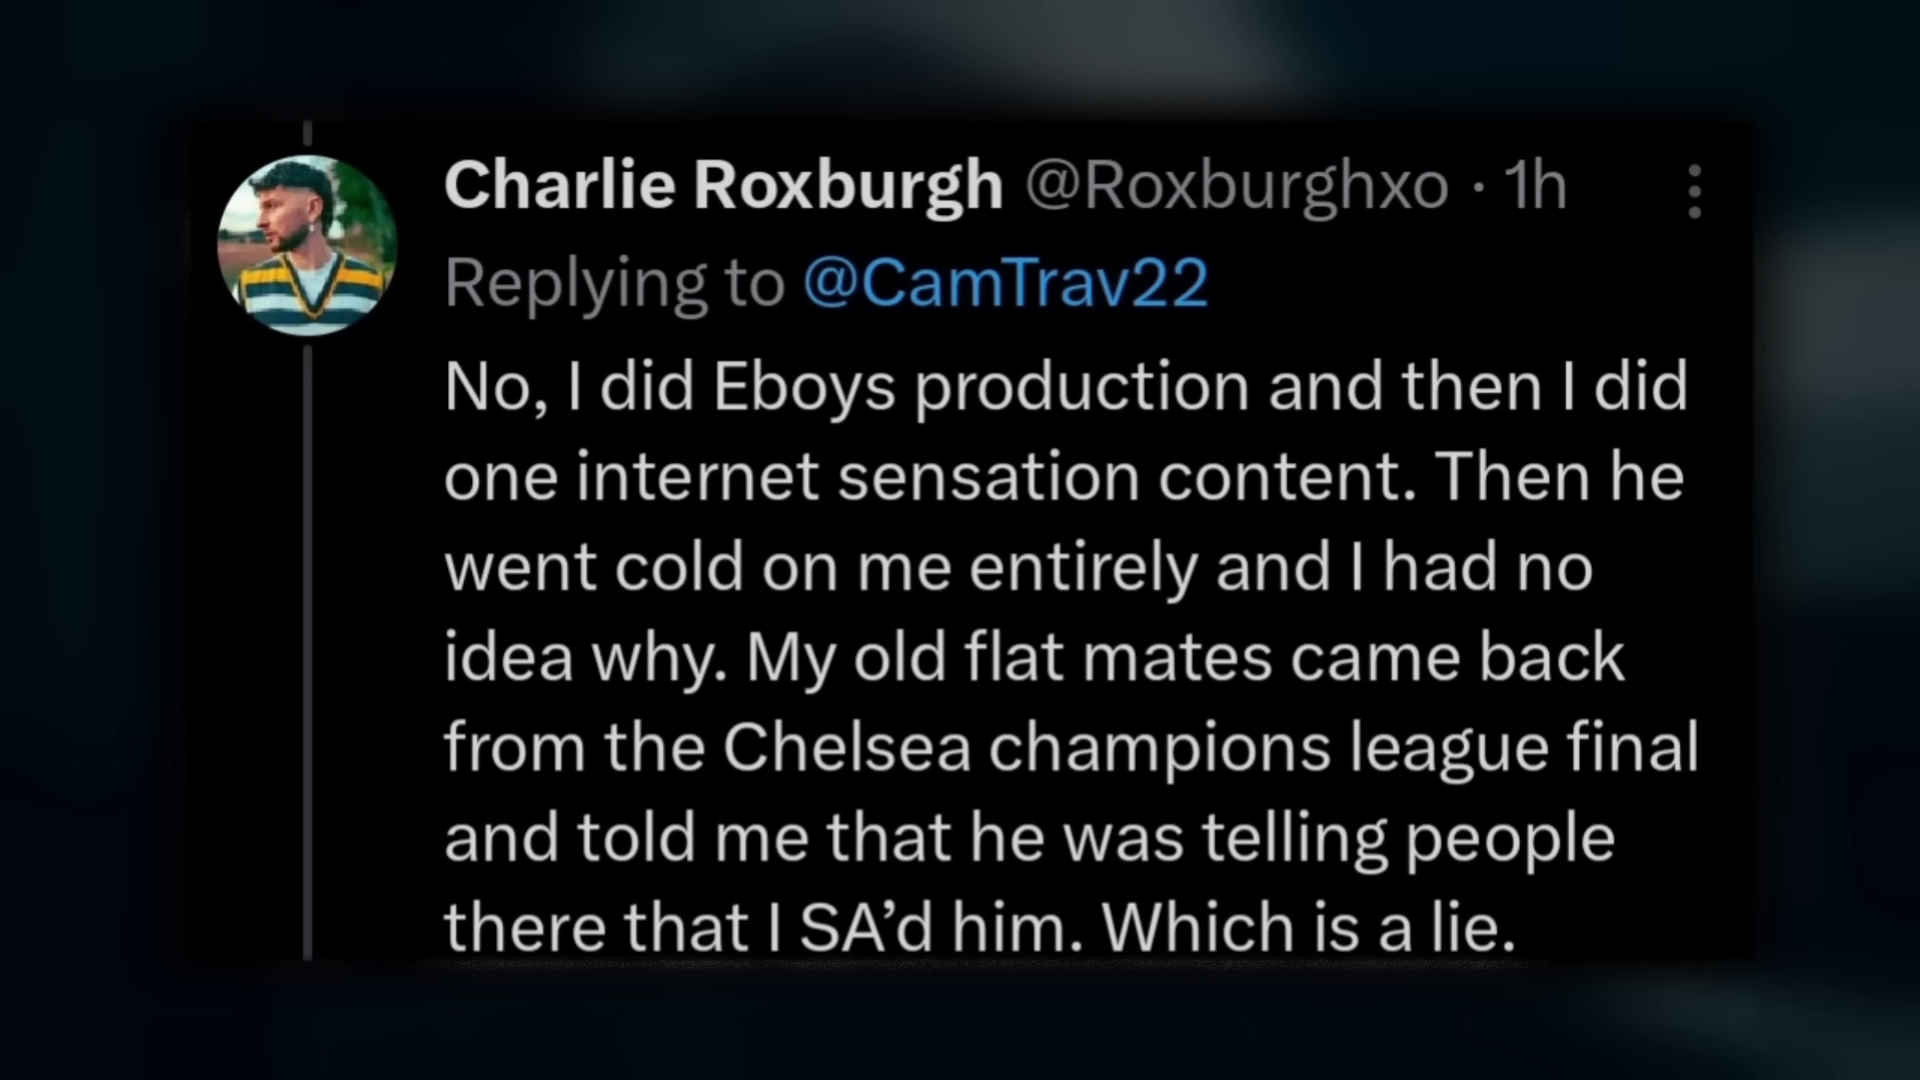 Charlie Roxburgh @Roxburghxo · 1h
Replying to @CamTrav22
No, I did Eboys production and then I did
one internet sensation content. Then he
went cold on me entirely and I had no
idea why. My old flat mates came back
from the Chelsea champions league final
and told me that he was telling people
there that I SA’d him. Which is a lie.